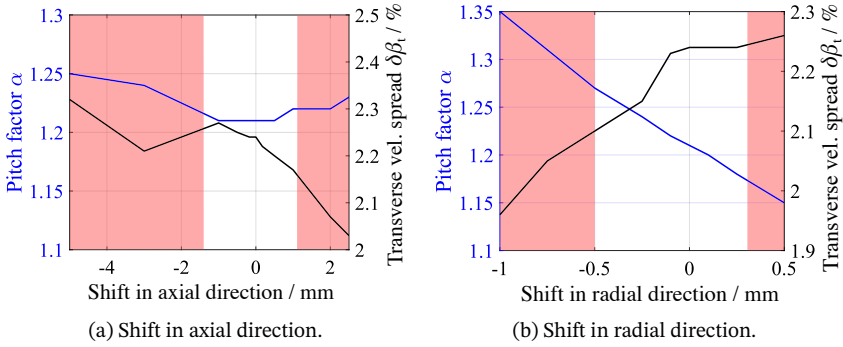 1.3
1.25
1.2
1.15
1.1
Pitch factor α
2.5
2.4
2.3
2.2
2.1
2
Transverse vel. spread δβt / %
-4 -2 0 2
Shift in axial direction / mm
(a) Shift in axial direction.
1.35
1.3
1.25
1.2
1.15
1.1
Pitch factor α
2.3
2.2
2.1
2
1.9
Transverse vel. spread δβt / %
-1 -0.5 0 0.5
Shift in radial direction / mm
(b) Shift in radial direction.